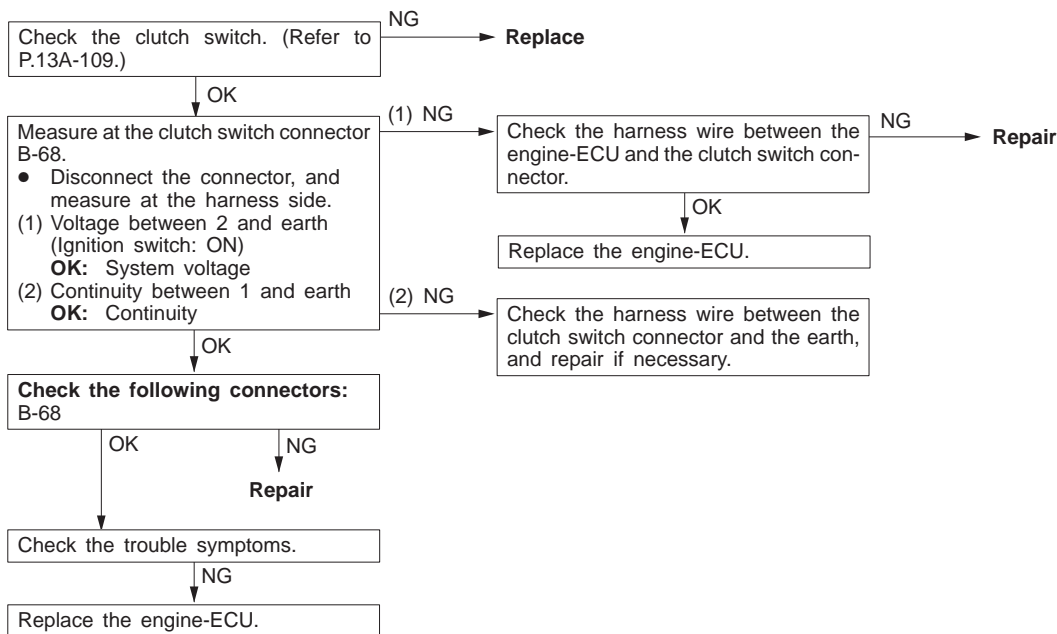 Check the clutch switch. (Refer to
P.13A-109.)
NG
Replace
OK
Measure at the clutch switch connector
B-68.
● Disconnect the connector, and
measure at the harness side.
(1) Voltage between 2 and earth
(Ignition switch: ON)
OK: System voltage
(2) Continuity between 1 and earth
OK: Continuity
(1) NG
Check the harness wire between the
engine-ECU and the clutch switch con-
nector.
NG
Repair
OK
Replace the engine-ECU.
(2) NG
Check the harness wire between the
clutch switch connector and the earth,
and repair if necessary.
OK
Check the following connectors:
B-68
OK
NG
Repair
Check the trouble symptoms.
NG
Replace the engine-ECU.